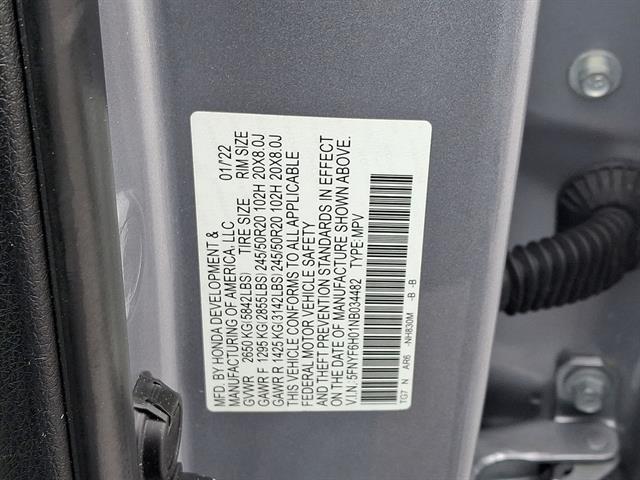 MFD. BY HONDA DEVELOPMENT &
MANUFACTURING OF AMERICA, LLC 01/22
GVWR 2650 KG(5842LBS) TIRE SIZE RIM SIZE
GAWR F 1295 KG(2855LBS) 245/50R20 102H 20X8.0J
GAWR R 1425 KG(3142LBS) 245/50R20 102H 20X8.0J
THIS VEHICLE CONFORMS TO ALL APPLICABLE
FEDERAL MOTOR VEHICLE SAFETY
AND THEFT PREVENTION STANDARDS IN EFFECT
ON THE DATE OF MANUFACTURE SHOWN ABOVE.
V.I.N. 5FNYF6H01NB034482 TYPE:MPV
TG7 N AR6 -NH830M -B -B